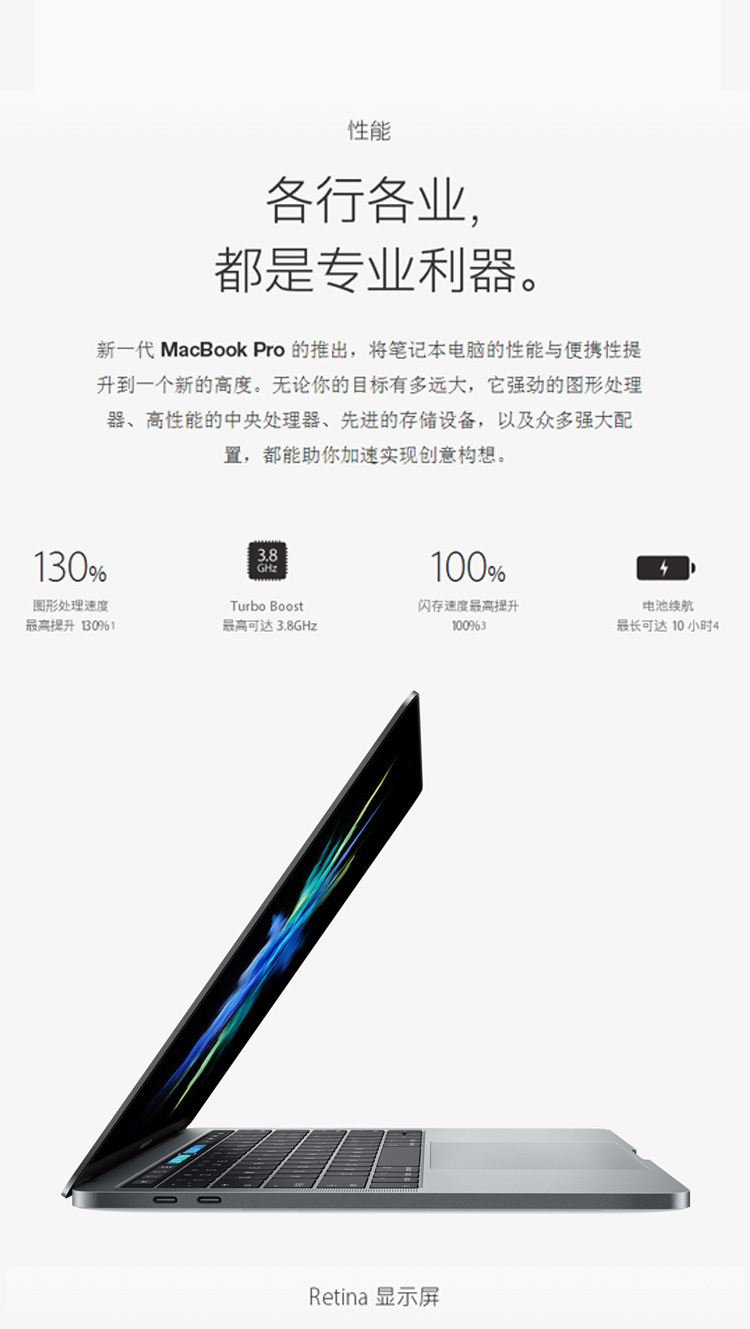 性能
各行各业,
都是专业利器。
新一代 MacBook Pro 的推出，将笔记本电脑的性能与便携性提
升到一个新的高度。无论你的目标有多远大，它强劲的图形处理
器、高性能的中央处理器、先进的存储设备，以及众多强大配
置，都能助你加速实现创意构想。
130%
图形处理速度
最高提升 130%1
3.8
GHz
Turbo Boost
最高可达 3.8GHz
100%
闪存速度最高提升
100%3
电池续航
最长可达 10 小时4
Retina 显示屏